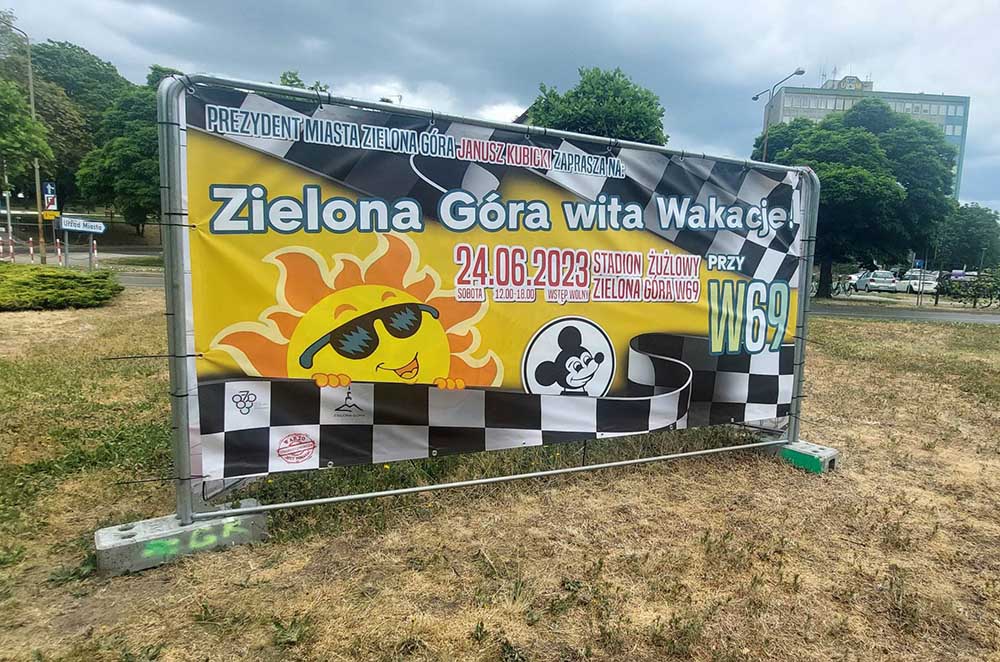 PREZYDENT MIASTA ZIELONA GÓRA JANUSZ KUBICKI ZAPRASZA NA:
Zielona Góra wita Wakacje!
24.06.2023
SOBOTA 12.00-18.00 WSTĘP WOLNY
STADION ŻUŻLOWY
ZIELONA GÓRA W69
PRZY
W69
Urząd Miasta
ZGK